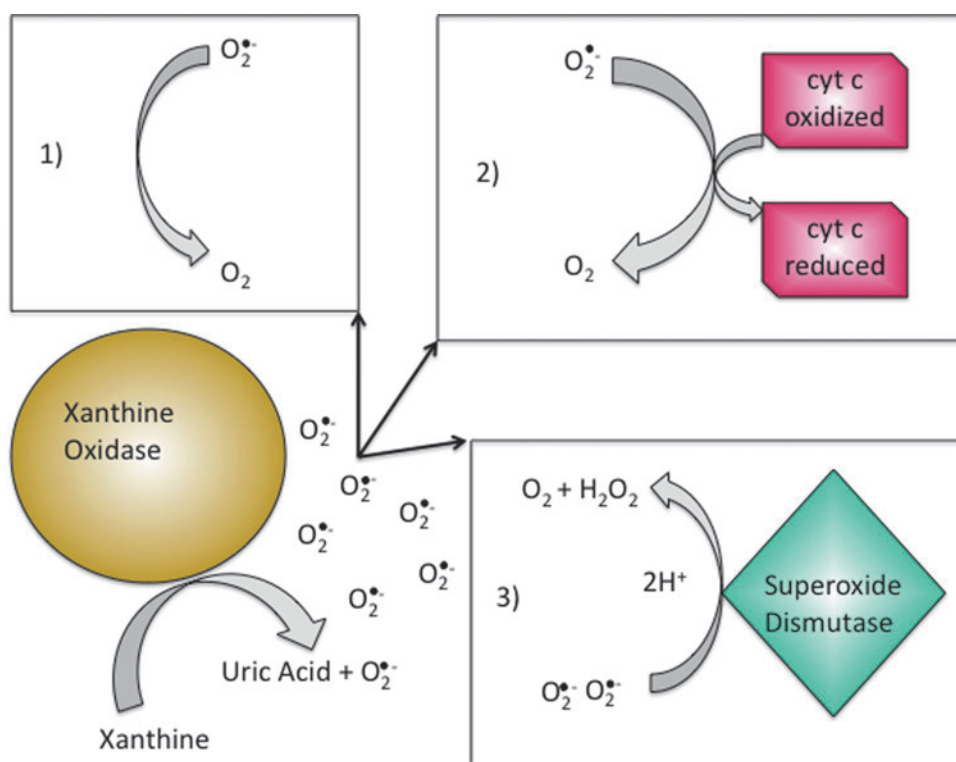 1)
O₂•-
O₂
2)
O₂•-
O₂
cyt c
oxidized
cyt c
reduced
Xanthine
Oxidase
O₂•-
O₂•-
O₂•-
O₂•-
O₂•-
O₂•-
Uric Acid + O₂•-
Xanthine
3)
O₂ + H₂O₂
2H⁺
O₂•- O₂•-
Superoxide
Dismutase